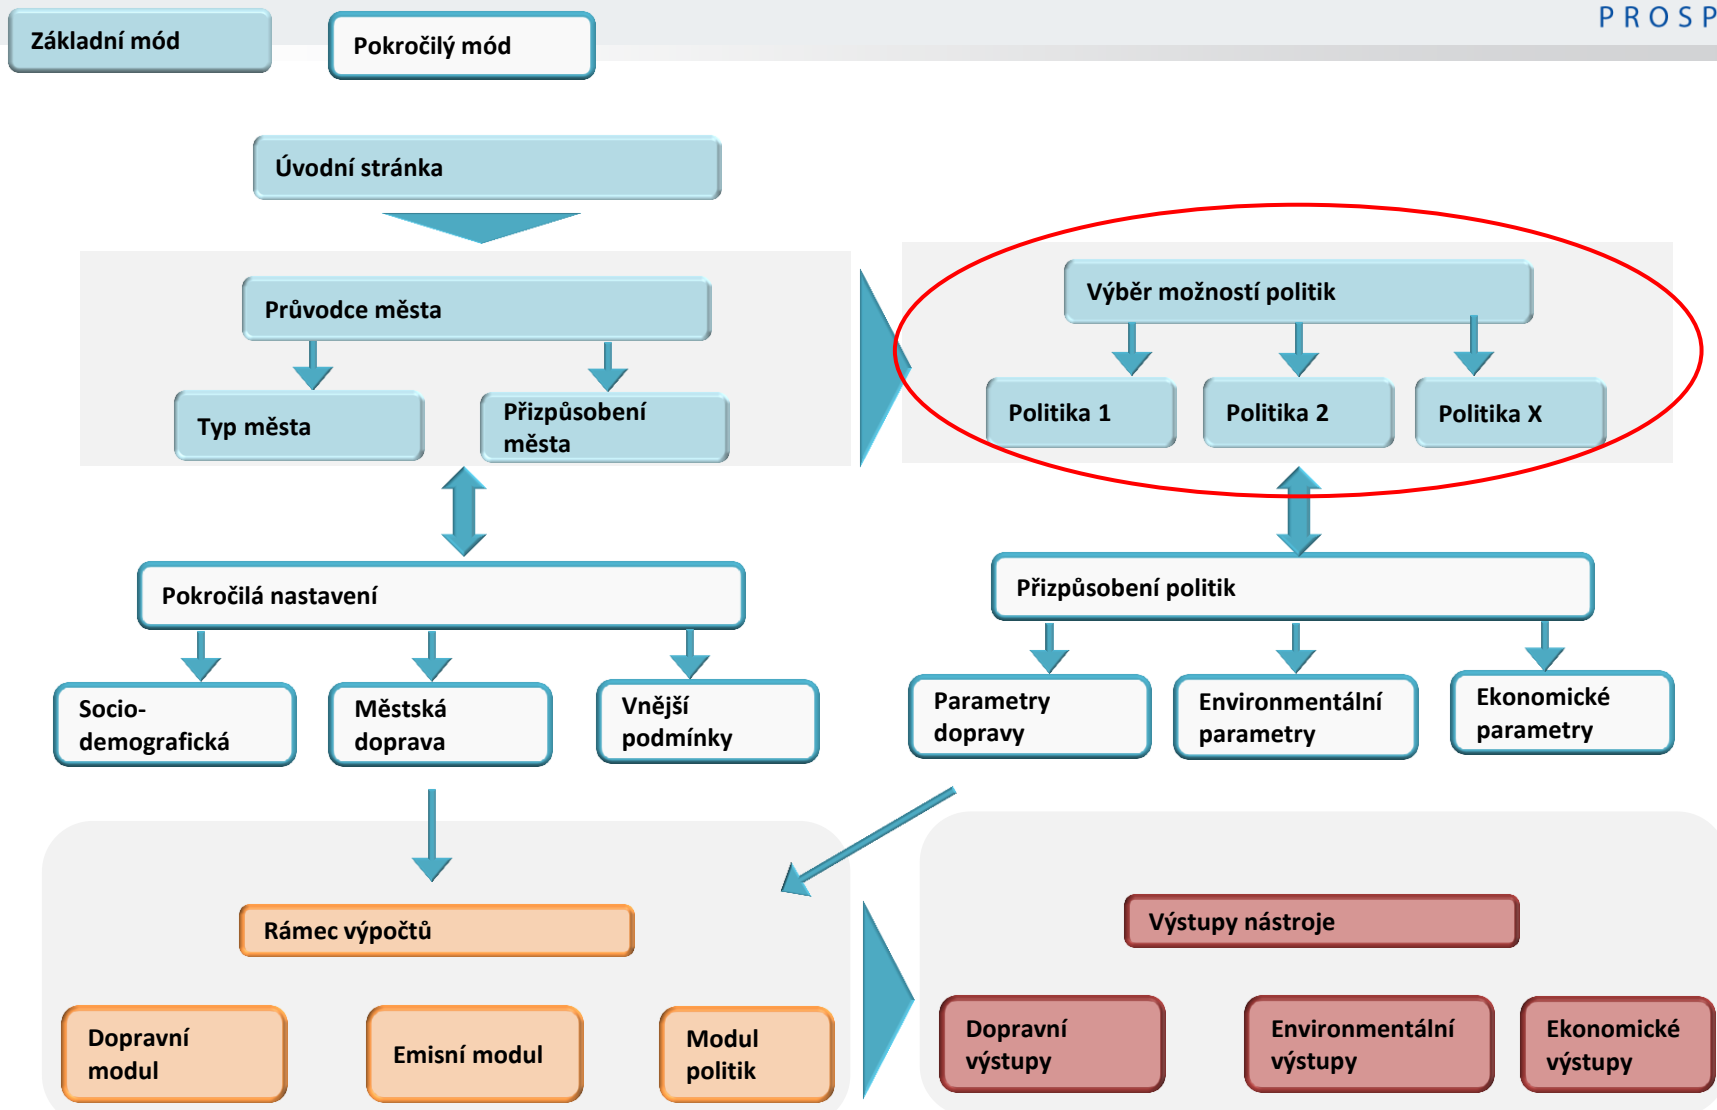 PROSP
Základní mód
Pokročilý mód
Úvodní stránka
Průvodce města
Výběr možností politik
Typ města
Přizpůsobení
města
Politika 1
Politika 2
Politika X
Pokročilá nastavení
Přizpůsobení politik
Socio-
demografická
Městská
doprava
Vnější
podmínky
Parametry
dopravy
Environmentální
parametry
Ekonomické
parametry
Rámec výpočtů
Výstupy nástroje
Dopravní
modul
Emisní modul
Modul
politik
Dopravní
výstupy
Environmentální
výstupy
Ekonomické
výstupy